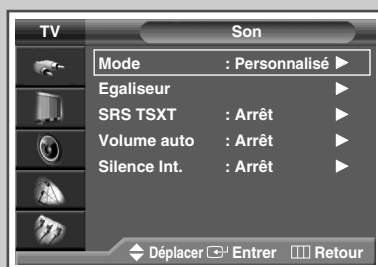 TV Son
Mode : Personnalisé
Egaliseur
SRS TSXT : Arrêt
Volume auto : Arrêt
Silence Int. : Arrêt
Déplacer Entrer Retour